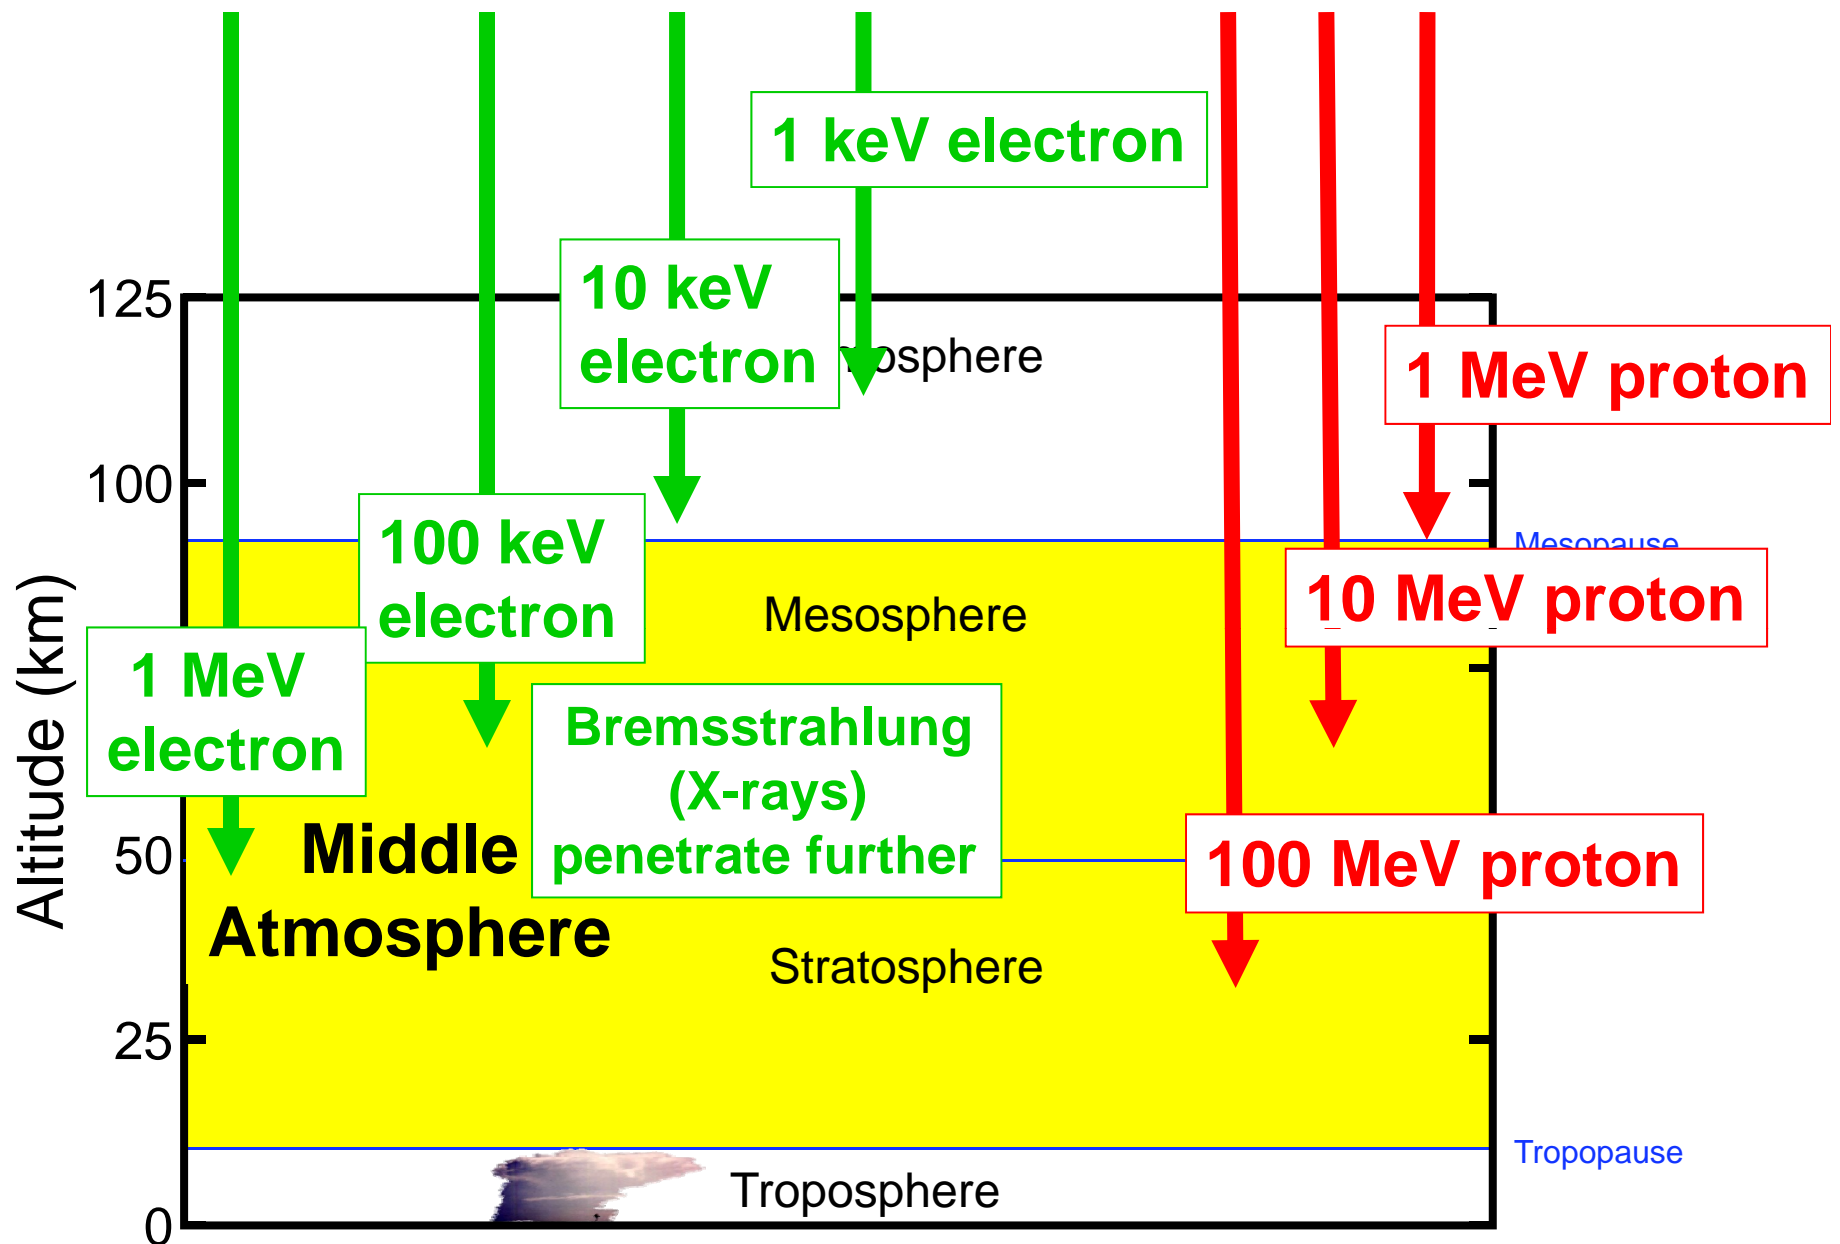 1 keV electron
10 keV
electron
125
mosphere
1 MeV proton
100
100 keV
electron
Mesopause
10 MeV proton
Mesosphere
1 MeV
electron
Bremsstrahlung
(X-rays)
penetrate further
Altitude (km)
50
Middle
Atmosphere
100 MeV proton
Stratosphere
25
Tropopause
Troposphere
0